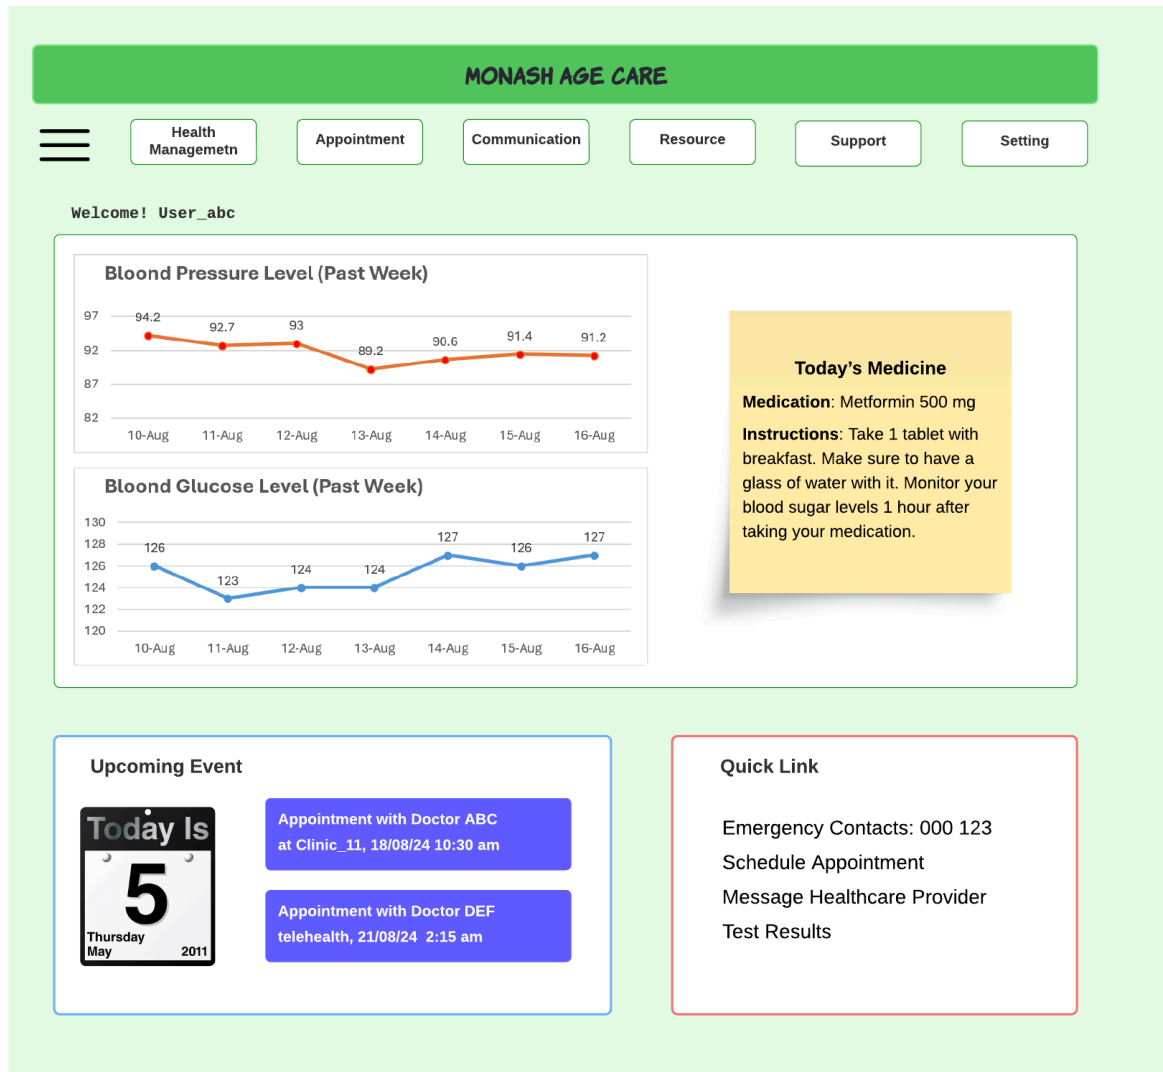 MONASH AGE CARE
Health
Managemetn
Appointment
Communication
Resource
Support
Setting
Welcome! User_abc
Bloond Pressure Level (Past Week)
97
92
87
82
94.2
92.7
93
89.2
90.6
91.4
91.2
10-Aug
11-Aug
12-Aug
13-Aug
14-Aug
15-Aug
16-Aug
Bloond Glucose Level (Past Week)
130
128
126
124
122
120
126
123
124
124
127
126
127
10-Aug
11-Aug
12-Aug
13-Aug
14-Aug
15-Aug
16-Aug
Today’s Medicine
Medication: Metformin 500 mg
Instructions: Take 1 tablet with
breakfast. Make sure to have a
glass of water with it. Monitor your
blood sugar levels 1 hour after
taking your medication.
Upcoming Event
Today Is
5
Thursday
May 2011
Appointment with Doctor ABC
at Clinic_11, 18/08/24 10:30 am
Appointment with Doctor DEF
telehealth, 21/08/24 2:15 am
Quick Link
Emergency Contacts: 000 123
Schedule Appointment
Message Healthcare Provider
Test Results